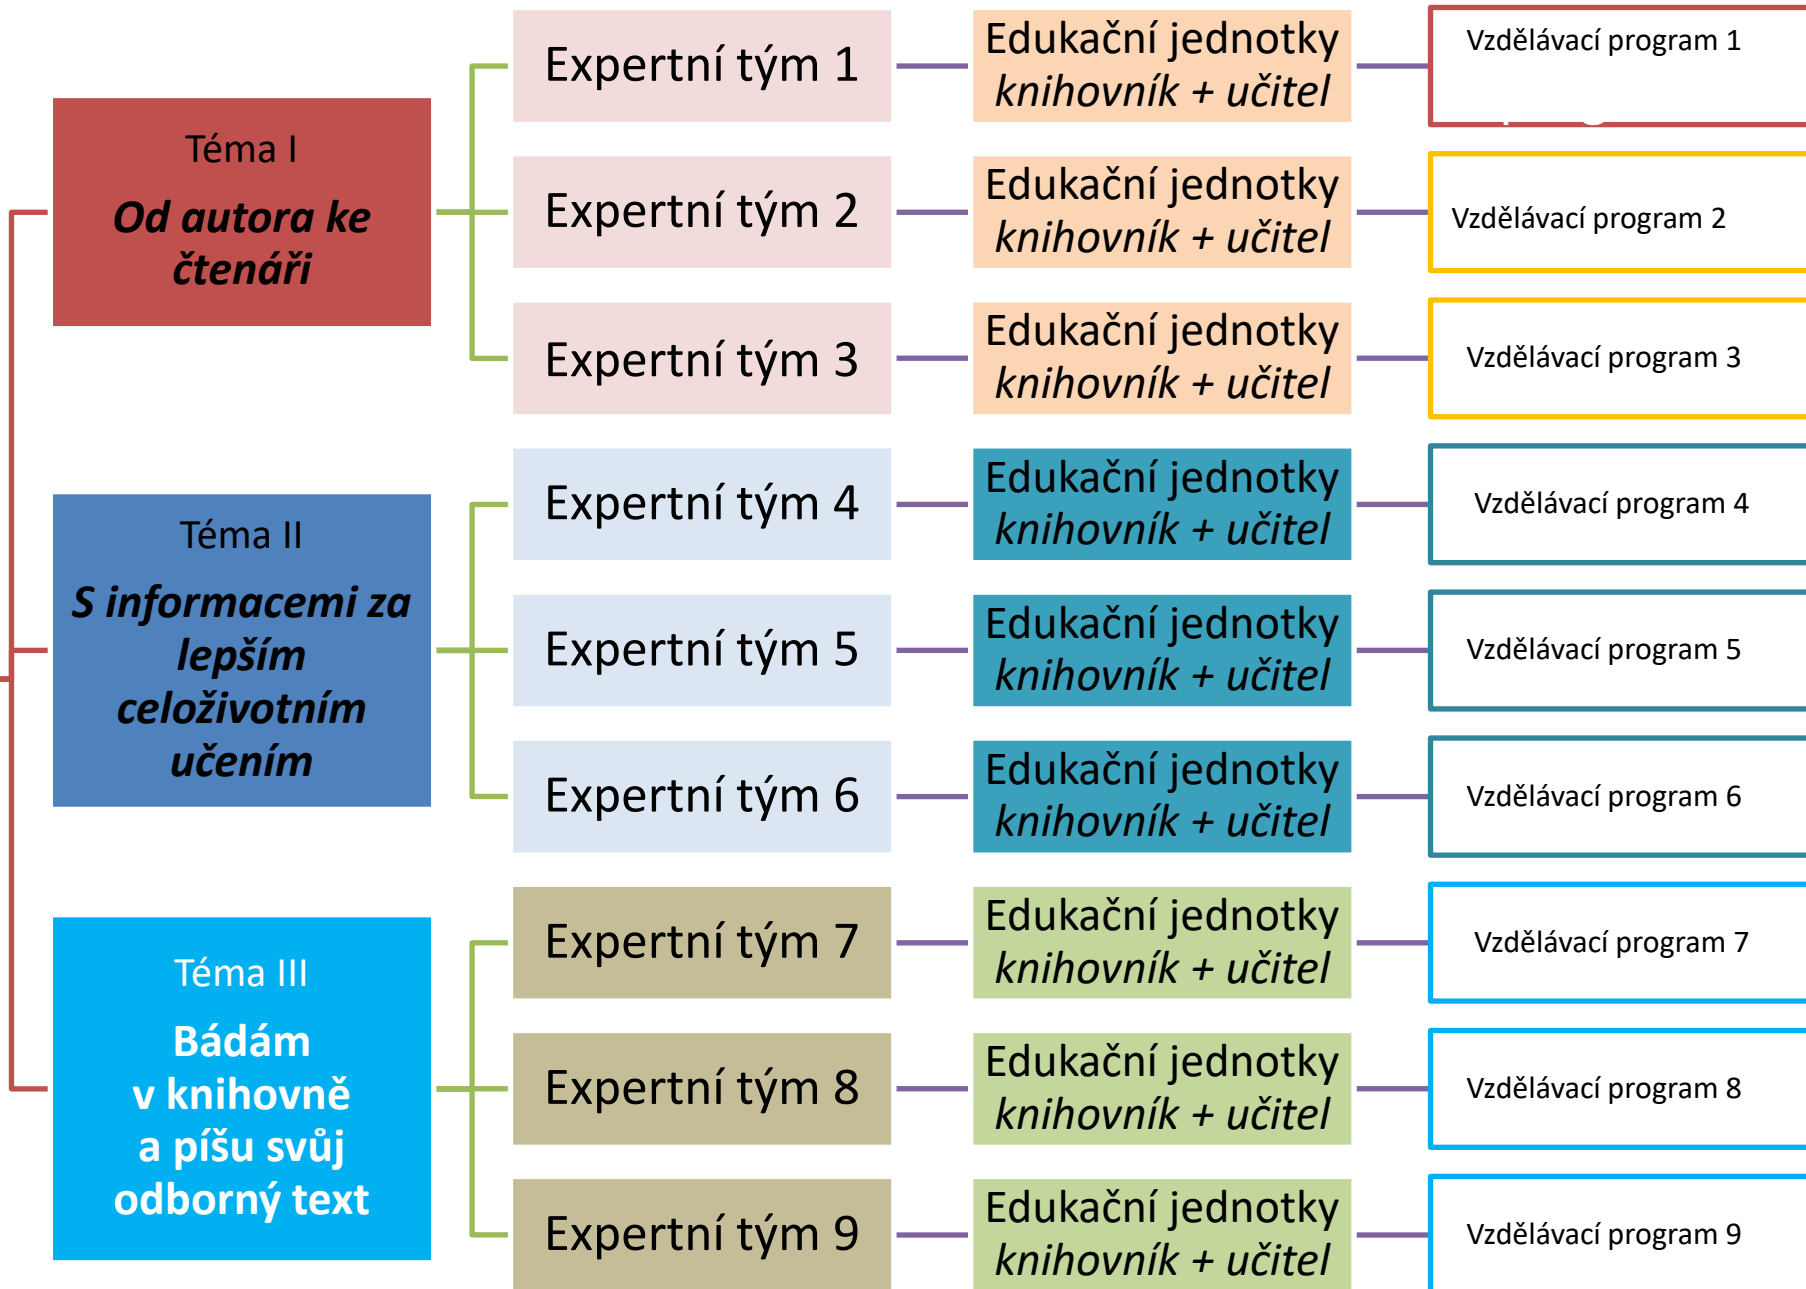 Téma I
Od autora ke
čtenáři
Expertní tým 1
Edukační jednotky
knihovník + učitel
Vzdělávací program 1
Expertní tým 2
Edukační jednotky
knihovník + učitel
Vzdělávací program 2
Expertní tým 3
Edukační jednotky
knihovník + učitel
Vzdělávací program 3
Téma II
S informacemi za
lepším
celoživotním
učením
Expertní tým 4
Edukační jednotky
knihovník + učitel
Vzdělávací program 4
Expertní tým 5
Edukační jednotky
knihovník + učitel
Vzdělávací program 5
Expertní tým 6
Edukační jednotky
knihovník + učitel
Vzdělávací program 6
Téma III
Bádám
v knihovně
a píšu svůj
odborný text
Expertní tým 7
Edukační jednotky
knihovník + učitel
Vzdělávací program 7
Expertní tým 8
Edukační jednotky
knihovník + učitel
Vzdělávací program 8
Expertní tým 9
Edukační jednotky
knihovník + učitel
Vzdělávací program 9